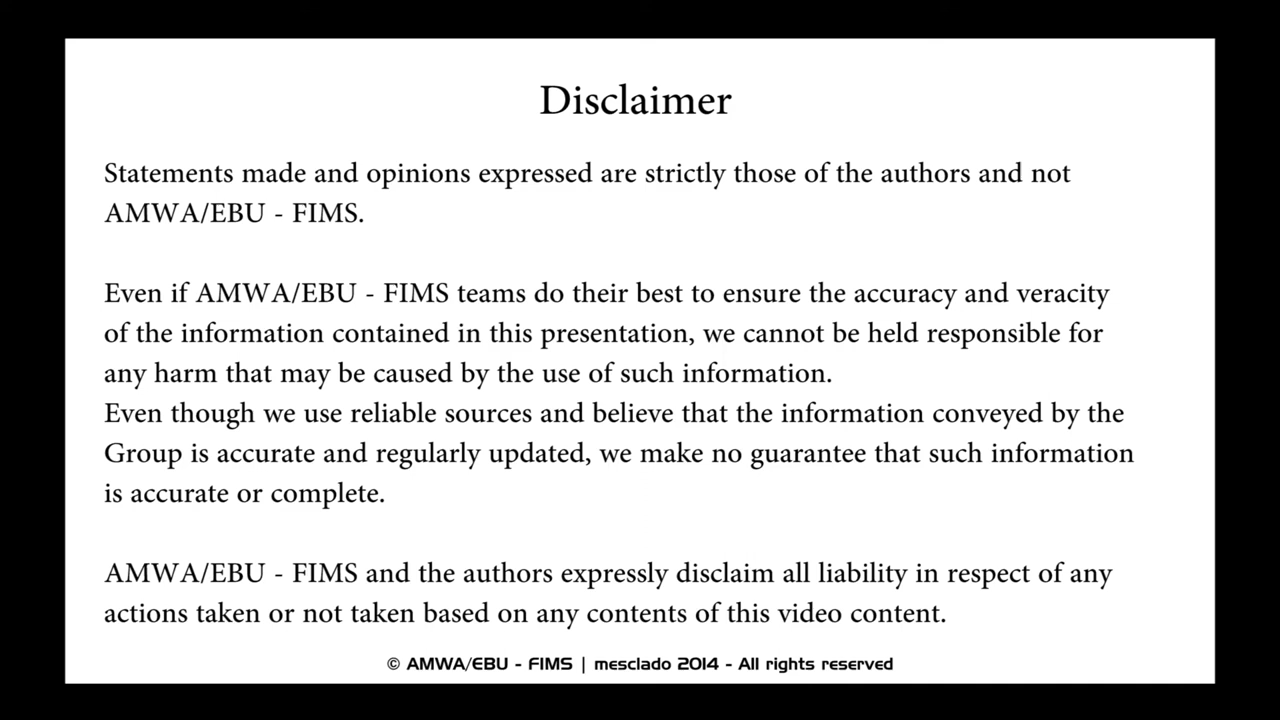 Disclaimer
Statements made and opinions expressed are strictly those of the authors and not
AMWA/EBU - FIMS.
Even if AMWA/EBU - FIMS teams do their best to ensure the accuracy and veracity
of the information contained in this presentation, we cannot be held responsible for
any harm that may be caused by the use of such information.
Even though we use reliable sources and believe that the information conveyed by the
Group is accurate and regularly updated, we make no guarantee that such information
is accurate or complete.
AMWA/EBU - FIMS and the authors expressly disclaim all liability in respect of any
actions taken or not taken based on any contents of this video content.
© AMWA/EBU - FIMS | mesclado 2014 - All rights reserved